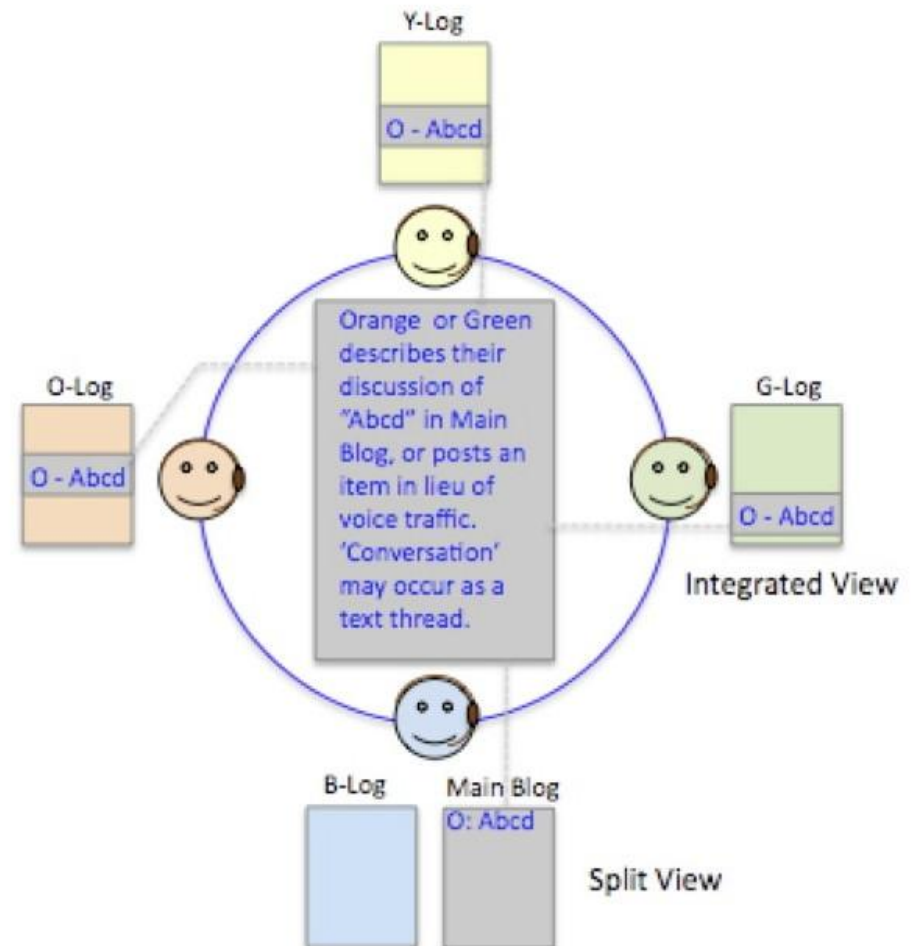 Y-Log
O - Abcd
Orange or Green
describes their
discussion of
“Abcd” in Main
Blog, or posts an
item in lieu of
voice traffic.
‘Conversation’
may occur as a
text thread.
O-Log
O - Abcd
G-Log
O - Abcd
Integrated View
B-Log
Main Blog
O: Abcd
Split View